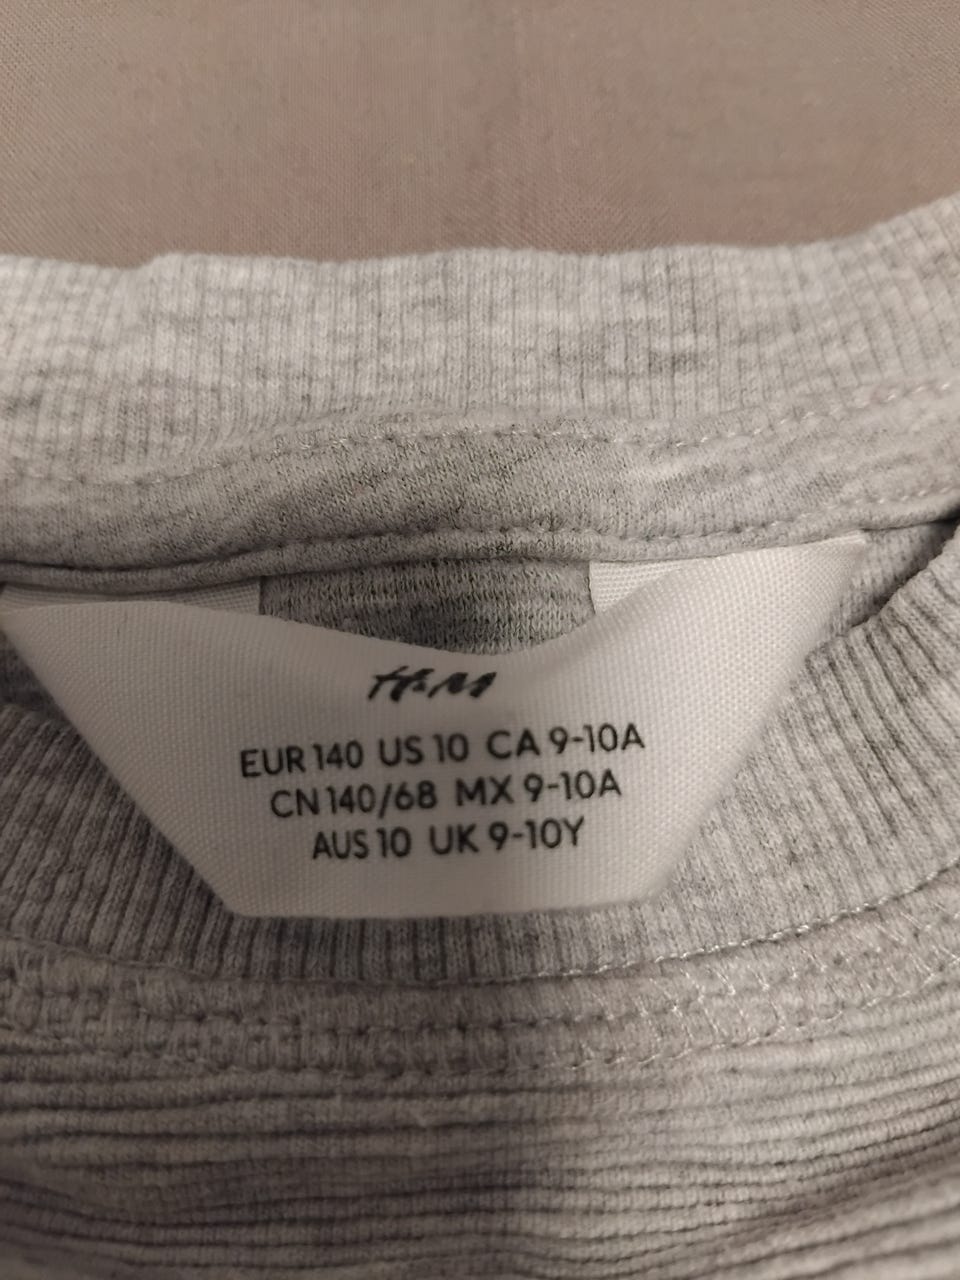 H&M
EUR 140 US 10 CA 9-10A
CN 140/68 MX 9-10A
AUS 10 UK 9-10Y